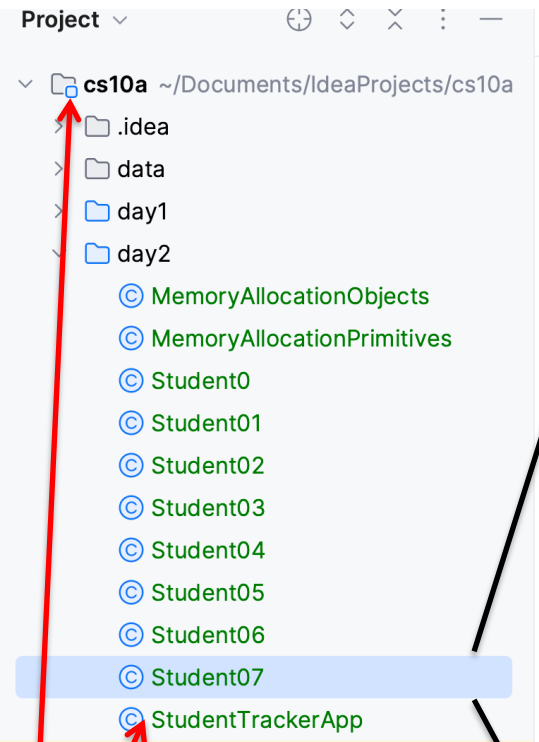 Project
cs10a ~/Documents/IdeaProjects/cs10a
.idea
data
day1
day2
MemoryAllocationObjects
MemoryAllocationPrimitives
Student0
Student01
Student02
Student03
Student04
Student05
Student06
Student07
StudentTrackerApp